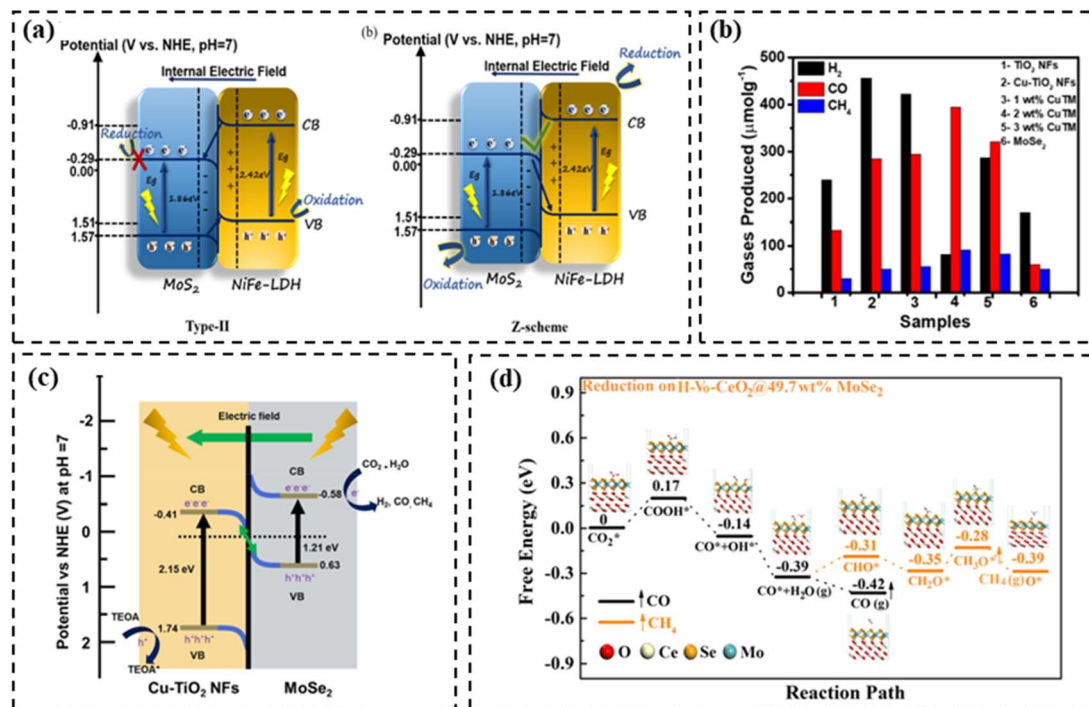 (a)
Potential (V vs. NHE, pH=7)
Internal Electric Field
Reduction
e⁻ e⁻ e⁻
e⁻ e⁻ e⁻
CB
-0.91
-0.29
0.00
1.51
1.57
Eg
1.86eV
2.42eV
Eg
Oxidation
VB
h⁺ h⁺ h⁺
h⁺ h⁺ h⁺
MoS₂
NiFe-LDH
Type-II
(b)
Potential (V vs. NHE, pH=7)
Reduction
Internal Electric Field
e⁻ e⁻ e⁻
e⁻ e⁻ e⁻
CB
-0.91
-0.29
0.00
1.51
1.57
Eg
1.86eV
2.42eV
Eg
VB
h⁺ h⁺ h⁺
h⁺ h⁺ h⁺
Oxidation
MoS₂
NiFe-LDH
Z-scheme
(b)
Gases Produced (μmolg⁻¹)
500
400
300
200
100
0
H₂
CO
CH₄
1- TiO₂ NFs
2- Cu-TiO₂ NFs
3- 1 wt% CuTM
4- 2 wt% CuTM
5- 3 wt% CuTM
6- MoSe₂
1 2 3 4 5 6
Samples
(c)
Potential vs NHE (V) at pH =7
-2
-1
0
1
2
Electric field
CB
e⁻e⁻e⁻
-0.41
2.15 eV
1.74
h⁺h⁺h⁺
VB
TEOA
h⁺
TEOA⁺
CB
e⁻e⁻e⁻
-0.58
CO₂ + H₂O
e⁻
H₂, CO, CH₄
1.21 eV
0.63
h⁺h⁺h⁺
VB
Cu-TiO₂ NFs
MoSe₂
(d)
Reduction on H-Vo-CeO₂@49.7 wt% MoSe₂
Free Energy (eV)
0.9
0.6
0.3
0.0
-0.3
-0.6
-0.9
0
CO₂*
0.17
COOH*
-0.14
CO*+OH*
-0.39
CO*+H₂O (g)
-0.31
CHO*
-0.42
CO (g)
-0.35
CH₂O*
-0.28
CH₃O*
-0.39
CH₄ (g) O*
CO
CH₄
O Ce Se Mo
Reaction Path